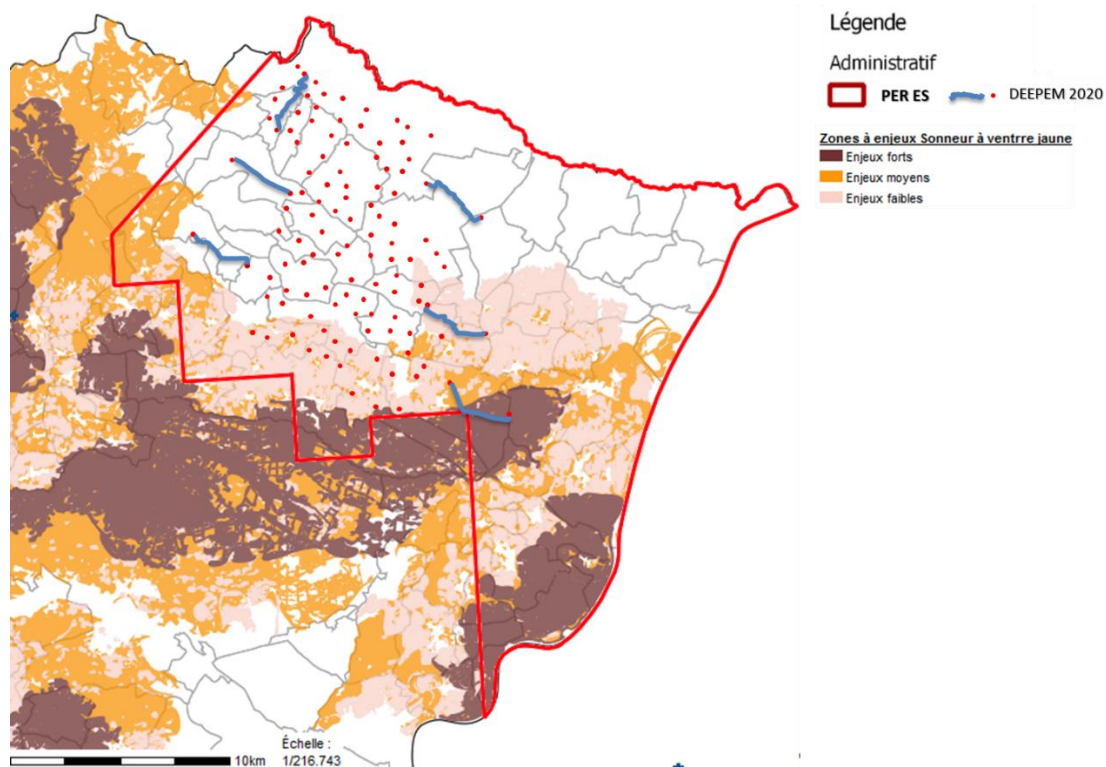 Légende
Administratif
PER ES DEEPEM 2020
Zones à enjeux Sonneur à ventrre jaune
Enjeux forts
Enjeux moyens
Enjeux faibles
Échelle :
10km 1/216.743